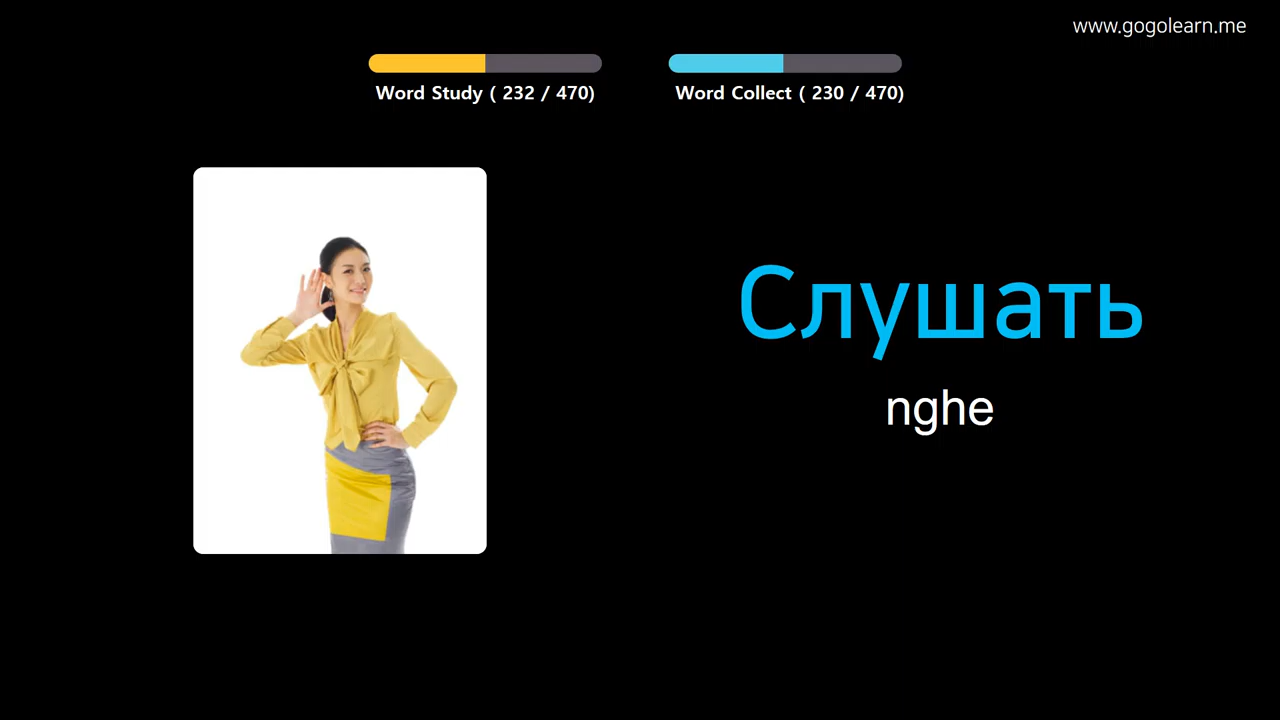 www.gogolearn.me
Word Study ( 232 / 470)
Word Collect ( 230 / 470)
Слушать
nghe